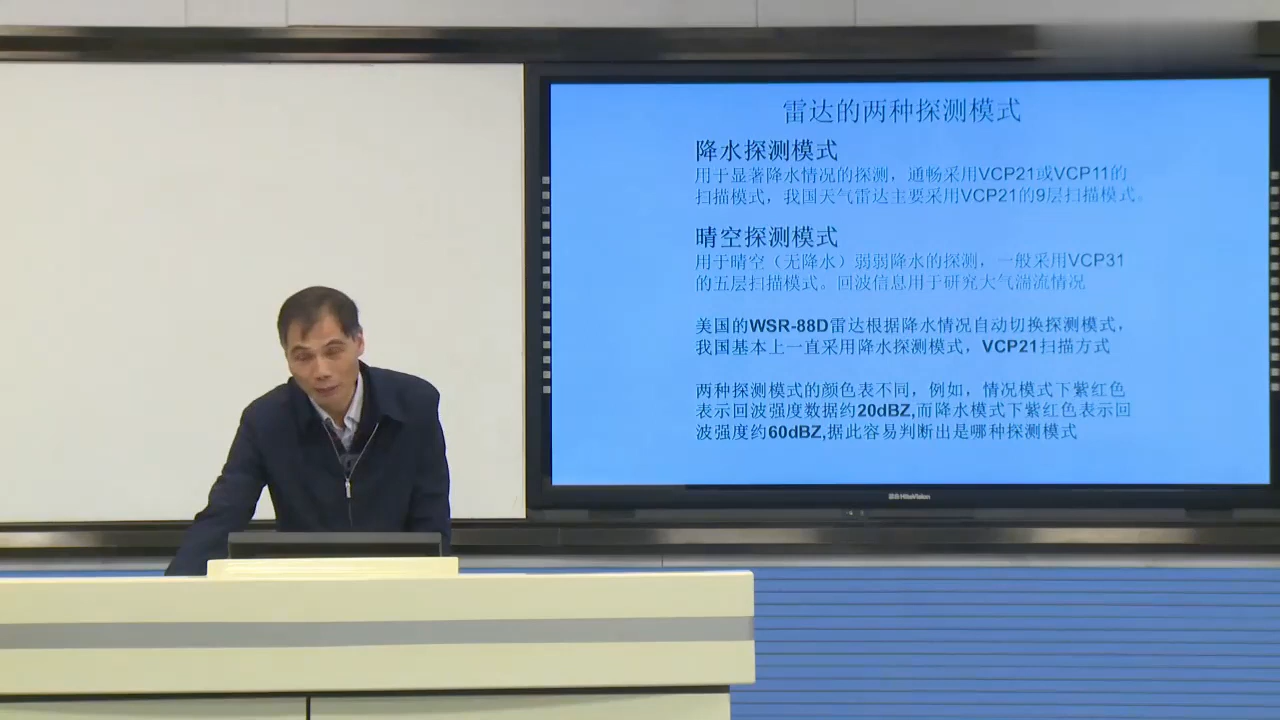 雷达的两种探测模式
降水探测模式
用于显著降水情况的探测，通畅采用VCP21或VCP11的
扫描模式，我国天气雷达主要采用VCP21的9层扫描模式。
晴空探测模式
用于晴空（无降水）弱弱降水的探测，一般采用VCP31
的五层扫描模式。回波信息用于研究大气湍流情况
美国的WSR-88D雷达根据降水情况自动切换探测模式，
我国基本上一直采用降水探测模式，VCP21扫描方式
两种探测模式的颜色表不同，例如，情况模式下紫红色
表示回波强度数据约20dBZ,而降水模式下紫红色表示回
波强度约60dBZ,据此容易判断出是哪种探测模式
HiteVision